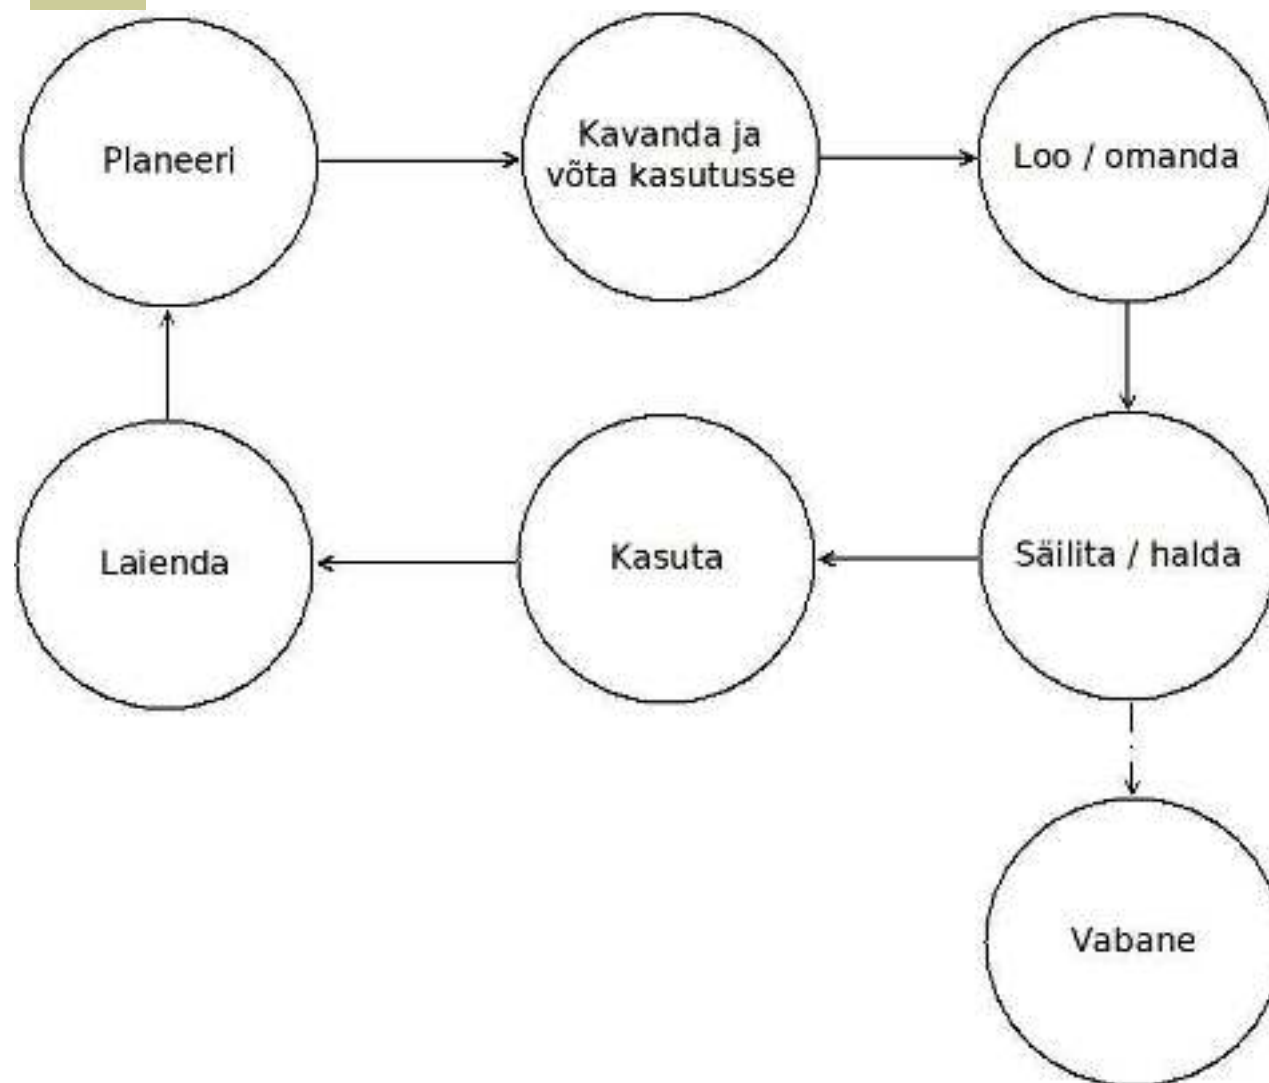 Planeeri
Kavanda ja
võta kasutusse
Loo / omanda
Laienda
Kasuta
Säilita / halda
Vabane